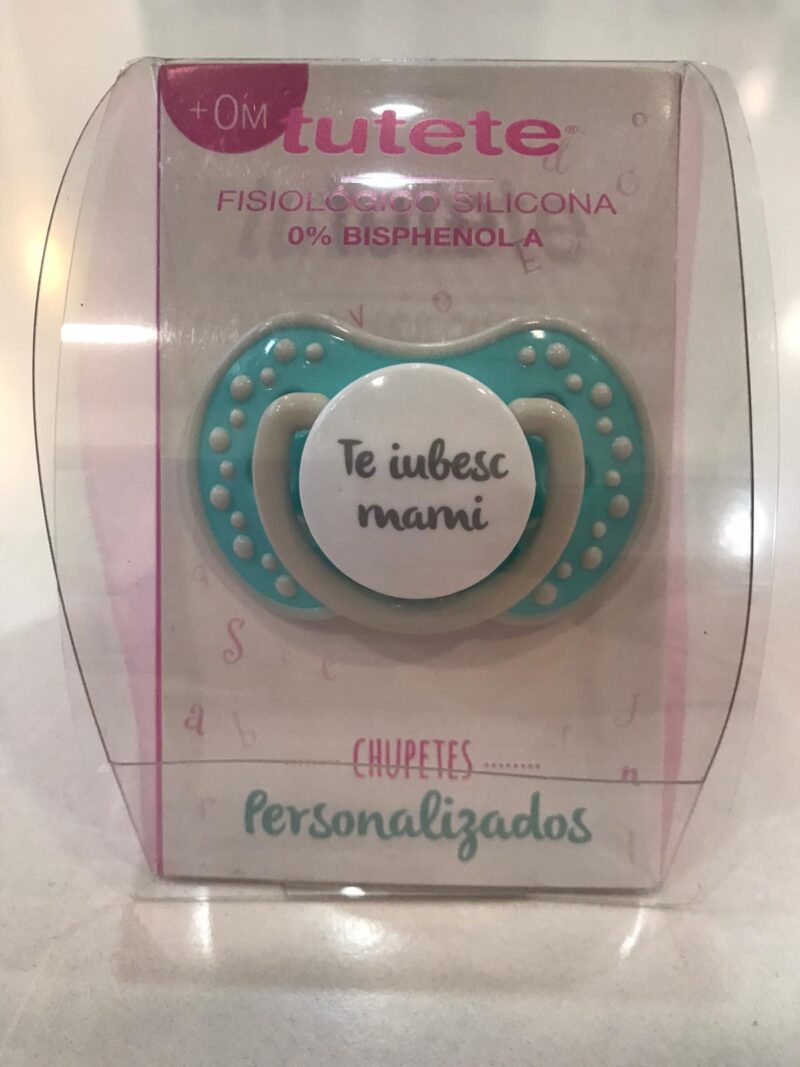 +0M
tutete®
FISIOLÓGICO SILICONA
0% BISPHENOL A
Te iubesc
mami
CHUPETES
Personalizados